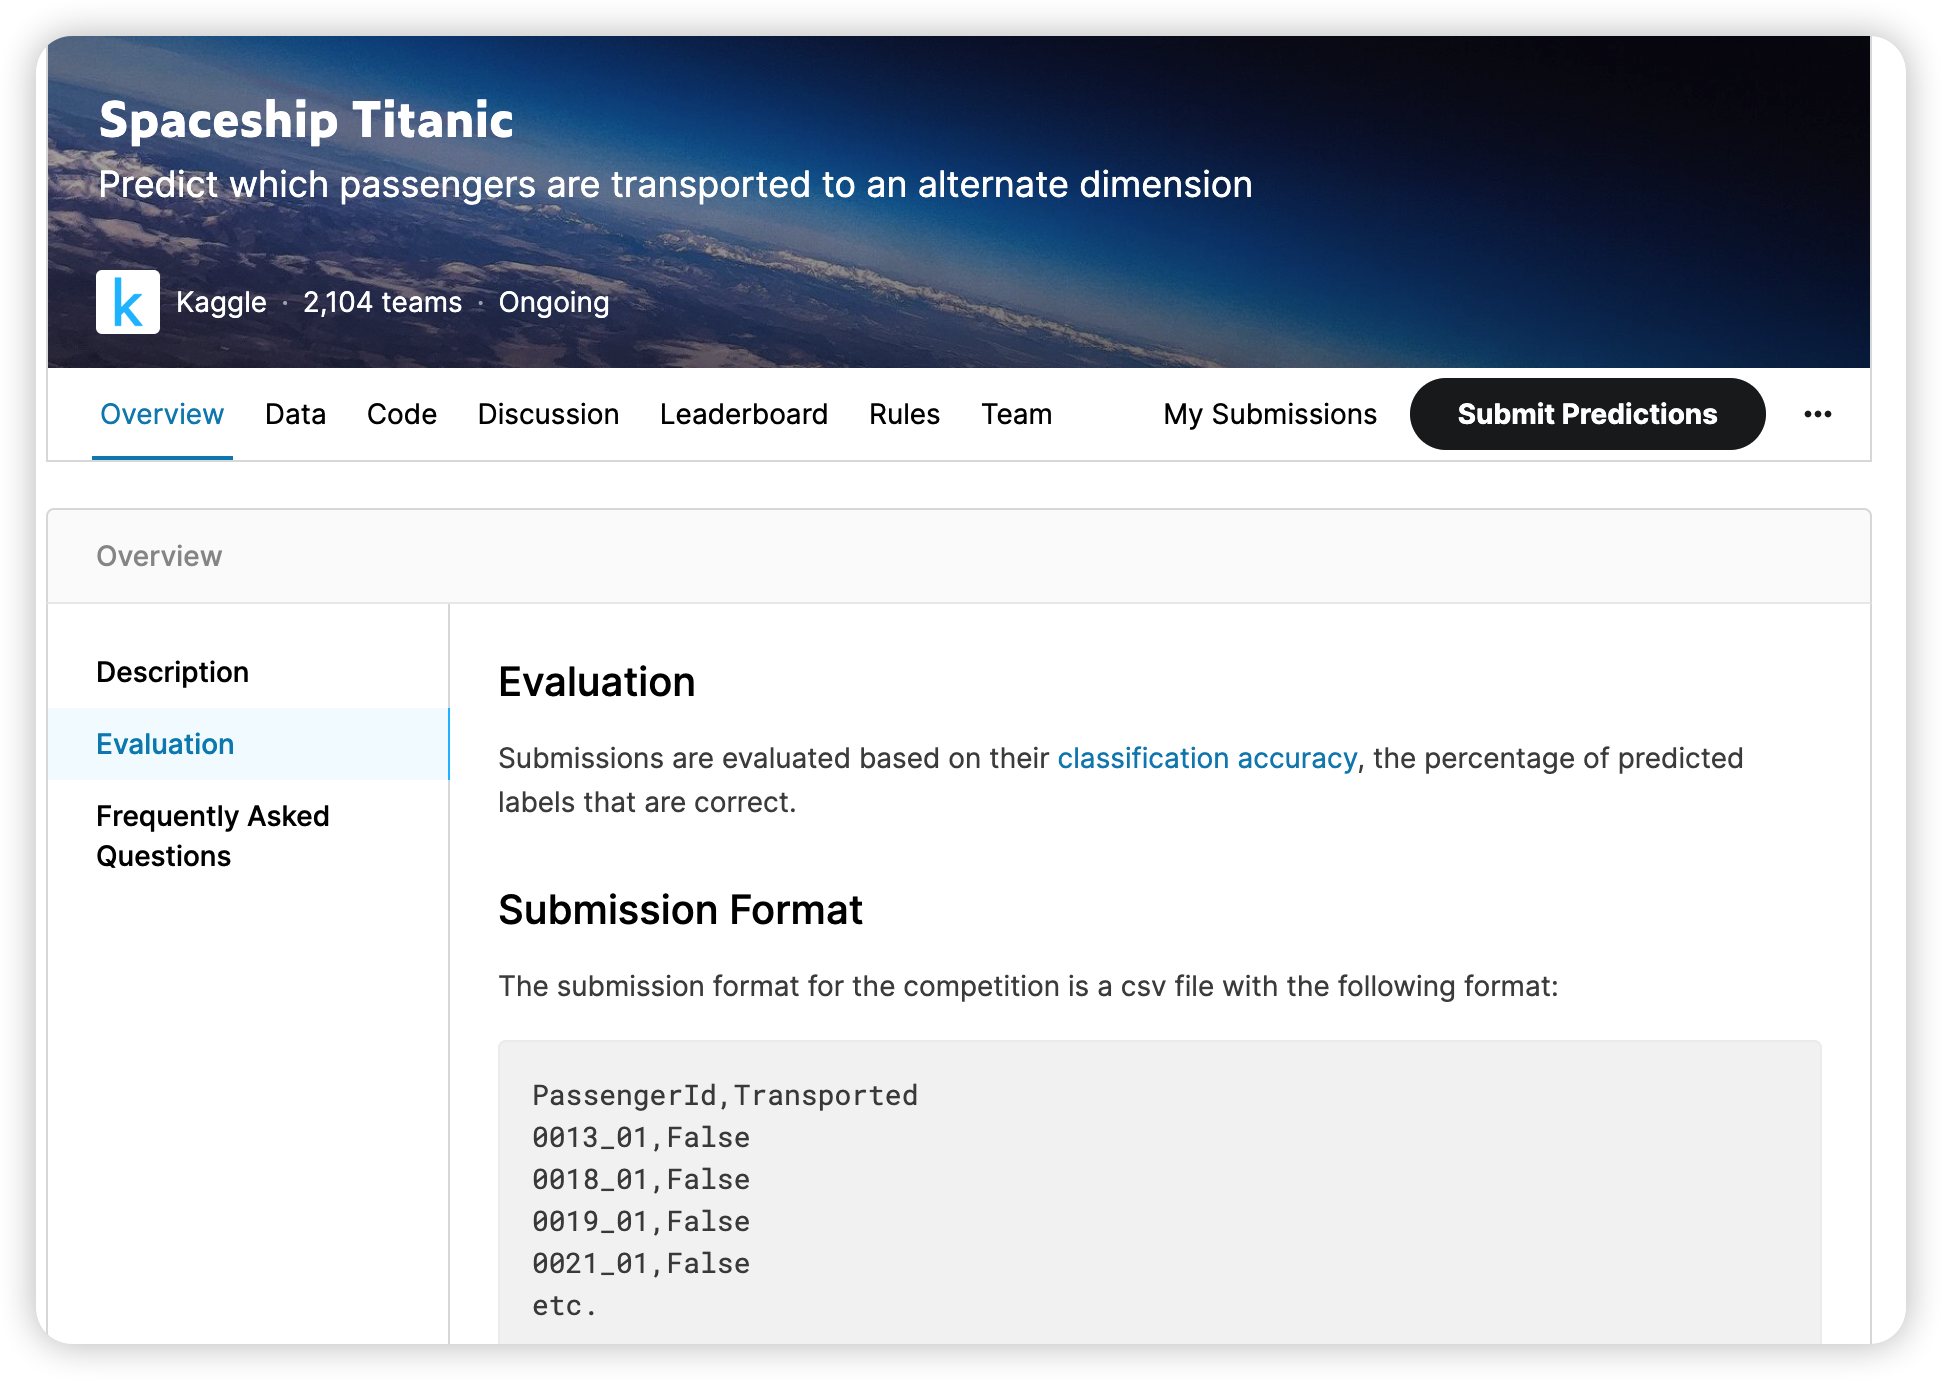 Spaceship Titanic
Predict which passengers are transported to an alternate dimension
k Kaggle · 2,104 teams · Ongoing
Overview Data Code Discussion Leaderboard Rules Team My Submissions Submit Predictions •••
Overview
Description
Evaluation
Frequently Asked
Questions
Evaluation
Submissions are evaluated based on their classification accuracy, the percentage of predicted
labels that are correct.
Submission Format
The submission format for the competition is a csv file with the following format:
PassengerId,Transported
0013_01,False
0018_01,False
0019_01,False
0021_01,False
etc.